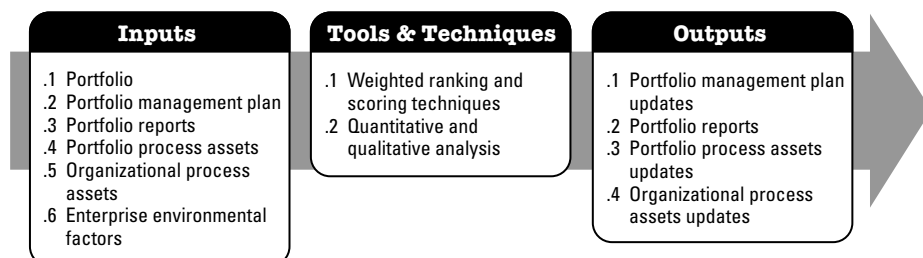 Inputs
.1 Portfolio
.2 Portfolio management plan
.3 Portfolio reports
.4 Portfolio process assets
.5 Organizational process
assets
.6 Enterprise environmental
factors
Tools & Techniques
.1 Weighted ranking and
scoring techniques
.2 Quantitative and
qualitative analysis
Outputs
.1 Portfolio management plan
updates
.2 Portfolio reports
.3 Portfolio process assets
updates
.4 Organizational process
assets updates